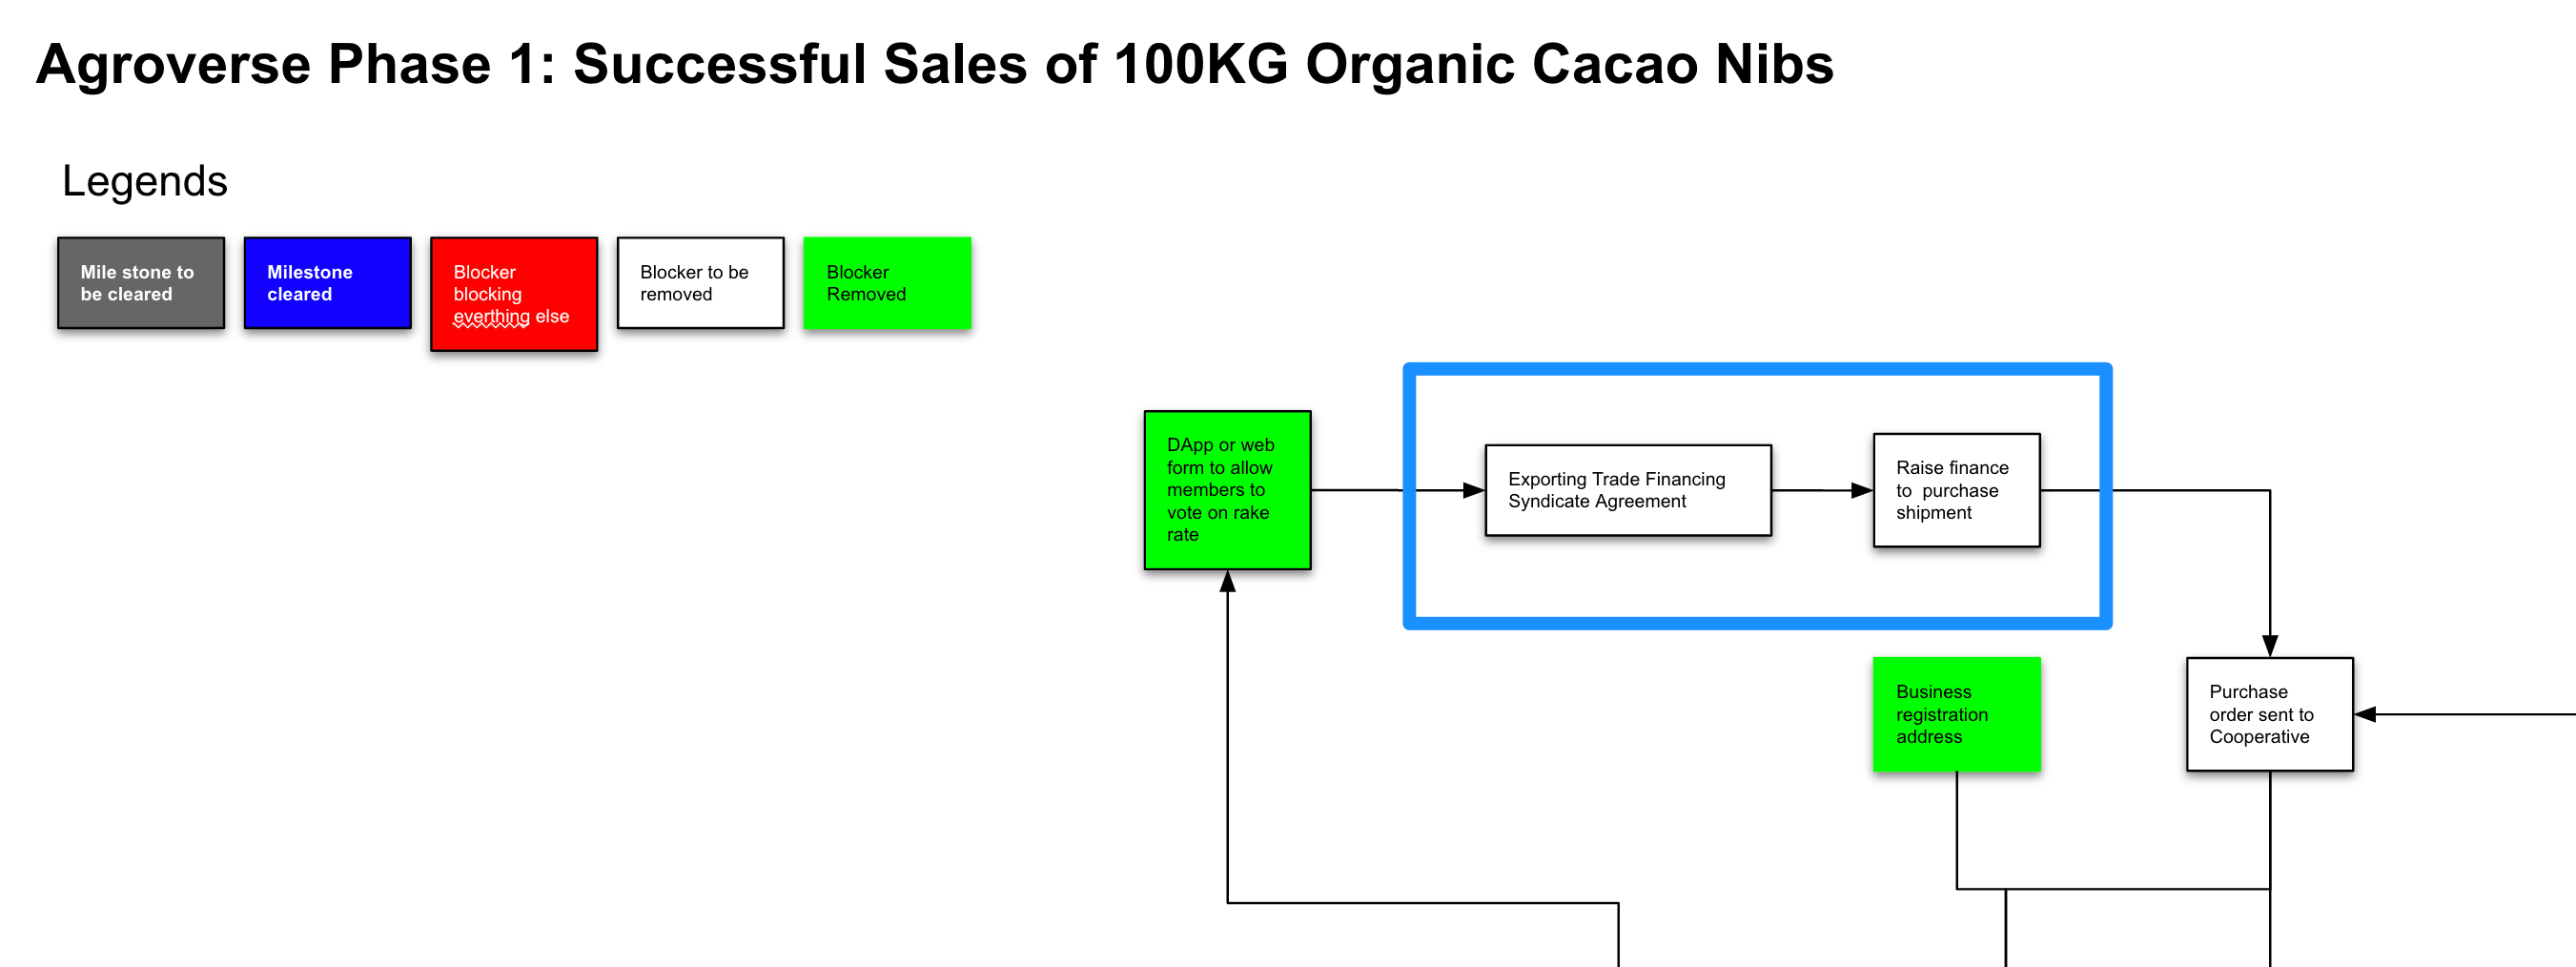 Agroverse Phase 1: Successful Sales of 100KG Organic Cacao Nibs
Legends
Mile stone to
be cleared
Milestone
cleared
Blocker
blocking
everthing else
Blocker to be
removed
Blocker
Removed
DApp or web
form to allow
members to
vote on rake
rate
Exporting Trade Financing
Syndicate Agreement
Raise finance
to  purchase
shipment
Business
registration
address
Purchase
order sent to
Cooperative